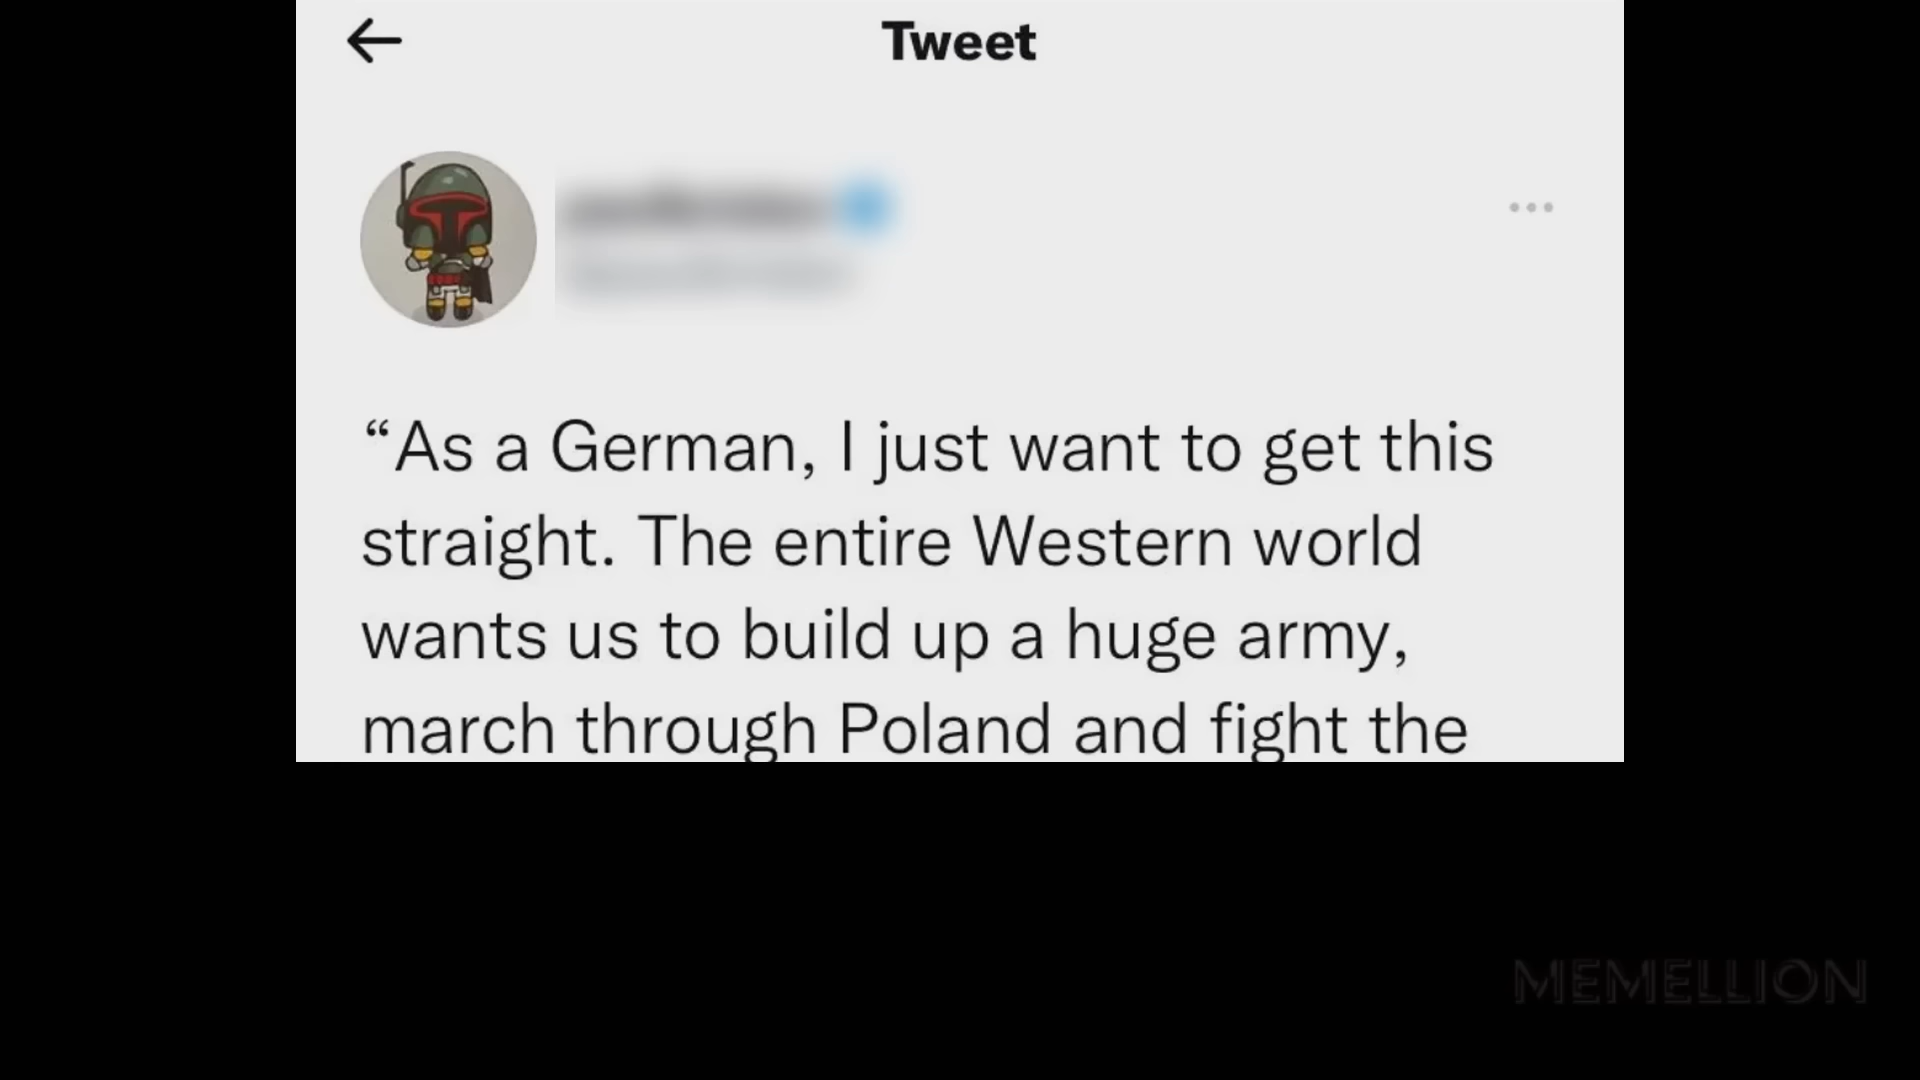 Tweet
“As a German, I just want to get this
straight. The entire Western world
wants us to build up a huge army,
march through Poland and fight the
MEMELLION